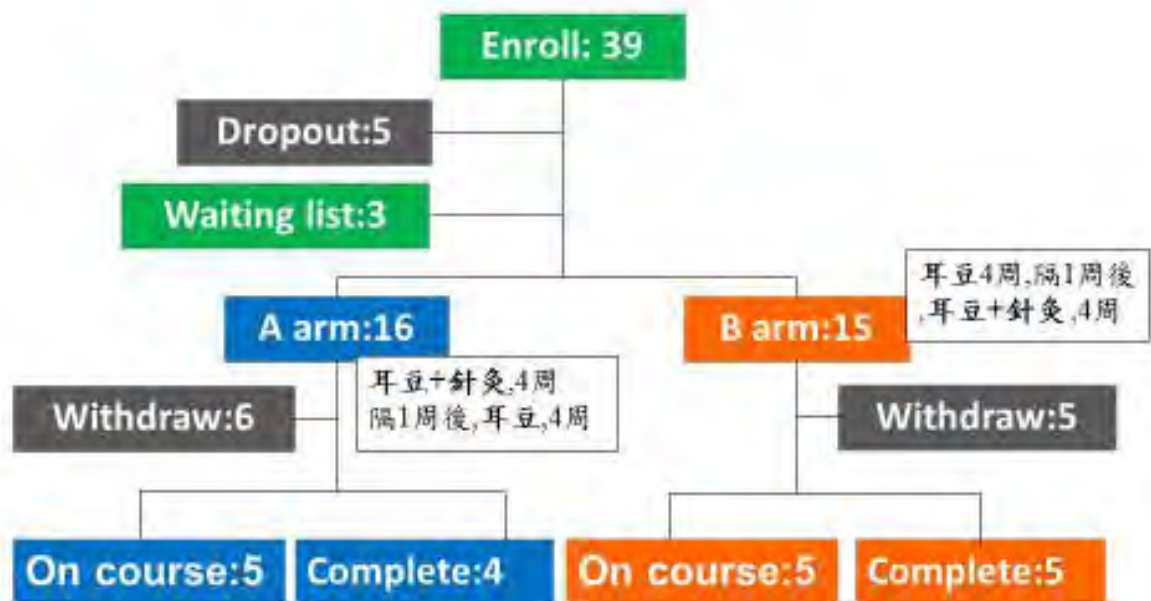 Enroll: 39
Dropout:5
Waiting list:3
耳豆4周,隔1周後
,耳豆+針灸,4周
A arm:16
B arm:15
耳豆+針灸,4周
隔1周後,耳豆,4周
Withdraw:6
Withdraw:5
On course:5
Complete:4
On course:5
Complete:5